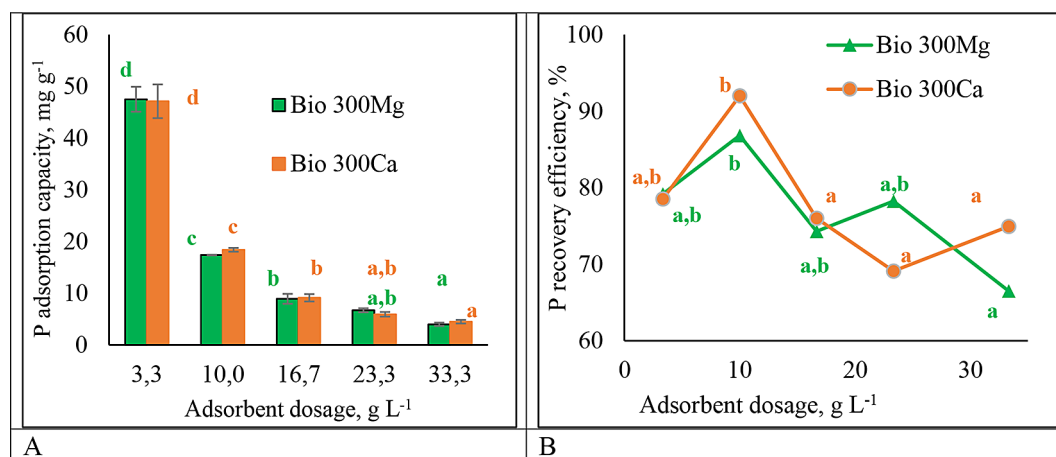 60
50
40
30
20
10
0
P adsorption capacity, mg g-1
Bio 300Mg
Bio 300Ca
d
d
c
c
b
b
a,b
a,b
a
a
3,3
10,0
16,7
23,3
33,3
Adsorbent dosage, g L-1
A
100
90
80
70
60
P recovery efficiency, %
Bio 300Mg
Bio 300Ca
a,b
a,b
b
b
a
a,b
a,b
a
a
a
0
10
20
30
Adsorbent dosage, g L-1
B